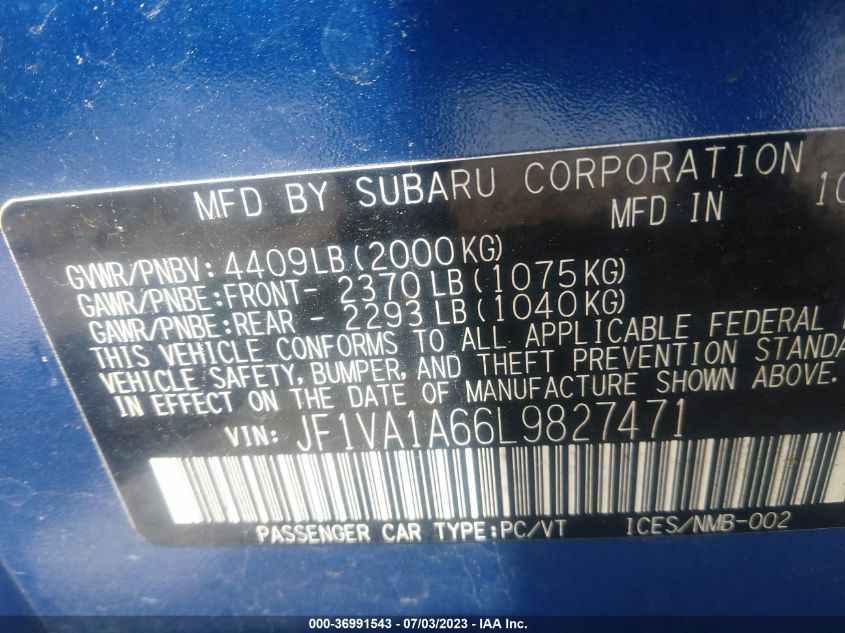 MFD BY SUBARU CORPORATION
MFD IN 10
GVWR/PNBV: 4409LB(2000KG)
GAWR/PNBE:FRONT- 2370LB(1075KG)
GAWR/PNBE:REAR - 2293LB(1040KG)
THIS VEHICLE CONFORMS TO ALL APPLICABLE FEDERAL
VEHICLE SAFETY, BUMPER, AND THEFT PREVENTION STANDA
IN EFFECT ON THE DATE OF MANUFACTURE SHOWN ABOVE.
VIN: JF1VA1A66L9827471
PASSENGER CAR TYPE:PC/VT ICES/NMB-002
000-36991543 / 07/03/2023 - IAA Inc.